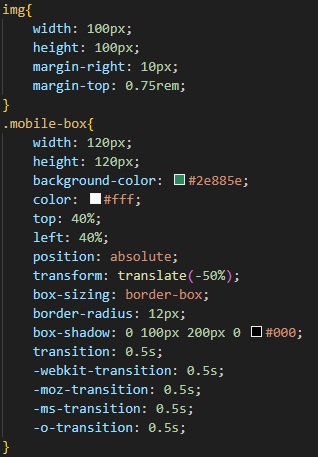 img{
    width: 100px;
    height: 100px;
    margin-right: 10px;
    margin-top: 0.75rem;
}
.mobile-box{
    width: 120px;
    height: 120px;
    background-color: #2e885e;
    color: #fff;
    top: 40%;
    left: 40%;
    position: absolute;
    transform: translate(-50%);
    box-sizing: border-box;
    border-radius: 12px;
    box-shadow: 0 100px 200px 0 #000;
    transition: 0.5s;
    -webkit-transition: 0.5s;
    -moz-transition: 0.5s;
    -ms-transition: 0.5s;
    -o-transition: 0.5s;
}